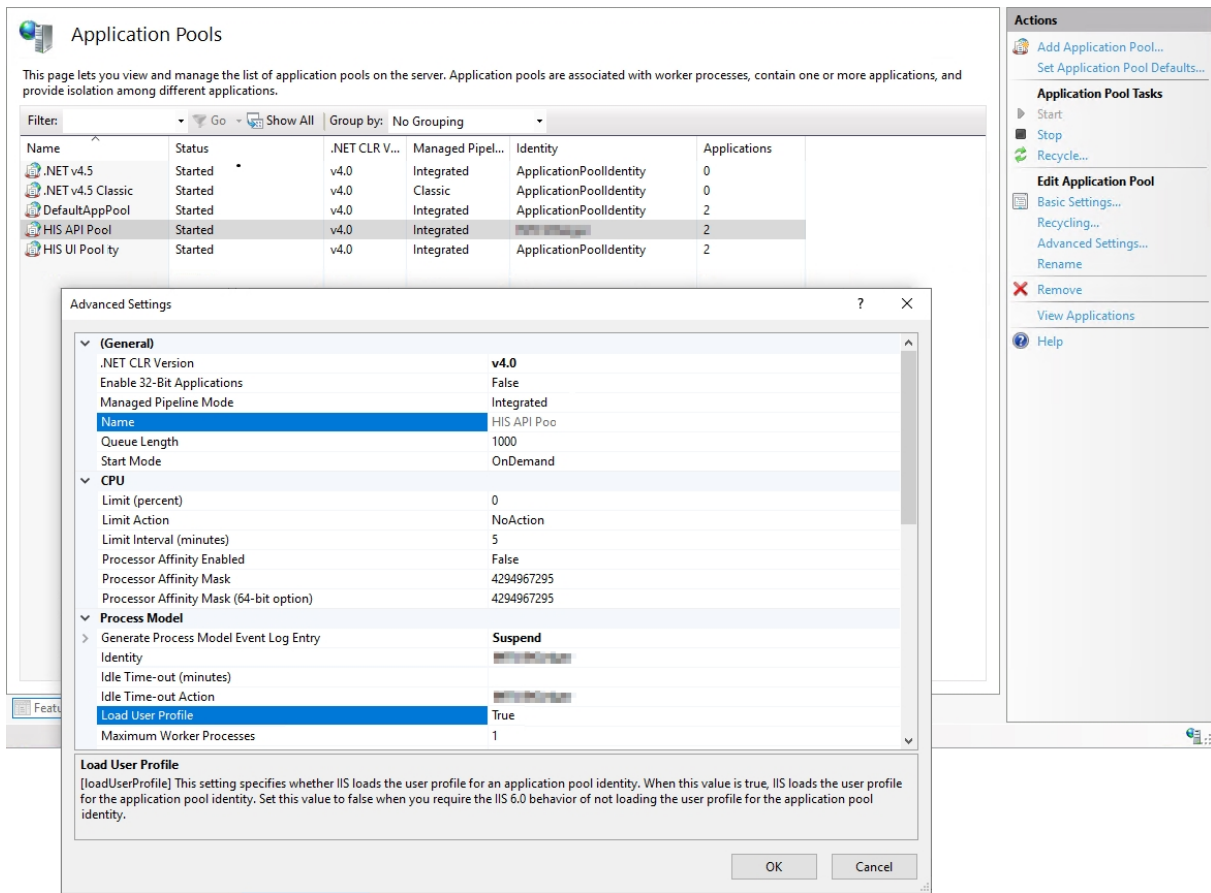 Application Pools
This page lets you view and manage the list of application pools on the server. Application pools are associated with worker processes, contain one or more applications, and
provide isolation among different applications.
Filter: Go Show All Group by: No Grouping
Name Status .NET CLR V... Managed Pipel... Identity Applications
.NET v4.5 Started v4.0 Integrated ApplicationPoolIdentity 0
.NET v4.5 Classic Started v4.0 Classic ApplicationPoolIdentity 0
DefaultAppPool Started v4.0 Integrated ApplicationPoolIdentity 2
HIS API Pool Started v4.0 Integrated 2
HIS UI Pool ty Started v4.0 Integrated ApplicationPoolIdentity 2
Advanced Settings ?
(General)
.NET CLR Version v4.0
Enable 32-Bit Applications False
Managed Pipeline Mode Integrated
Name HIS API Poo
Queue Length 1000
Start Mode OnDemand
CPU
Limit (percent) 0
Limit Action NoAction
Limit Interval (minutes) 5
Processor Affinity Enabled False
Processor Affinity Mask 4294967295
Processor Affinity Mask (64-bit option) 4294967295
Process Model
Generate Process Model Event Log Entry Suspend
Identity
Idle Time-out (minutes)
Idle Time-out Action
Load User Profile True
Maximum Worker Processes 1
Load User Profile
[loadUserProfile] This setting specifies whether IIS loads the user profile for an application pool identity. When this value is true, IIS loads the user profile
for the application pool identity. Set this value to false when you require the IIS 6.0 behavior of not loading the user profile for the application pool
identity.
OK Cancel
Featu
Actions
Add Application Pool...
Set Application Pool Defaults...
Application Pool Tasks
Start
Stop
Recycle...
Edit Application Pool
Basic Settings...
Recycling...
Advanced Settings...
Rename
Remove
View Applications
Help